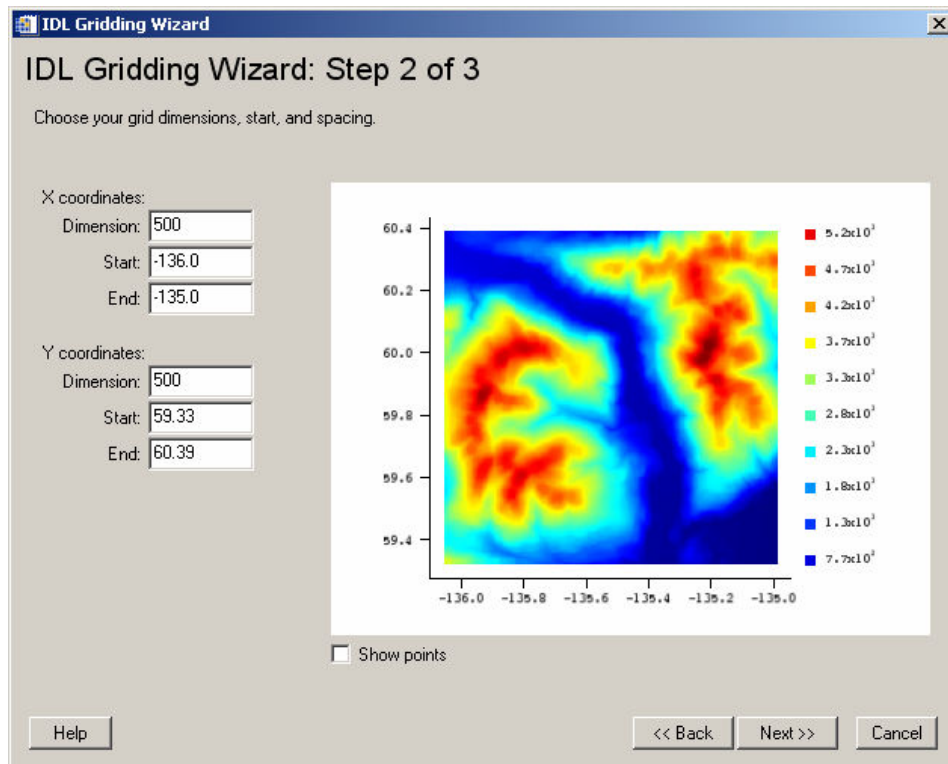 IDL Gridding Wizard
IDL Gridding Wizard: Step 2 of 3
Choose your grid dimensions, start, and spacing.
X coordinates:
Dimension: 500
Start: -136.0
End: -135.0
Y coordinates:
Dimension: 500
Start: 59.33
End: 60.39
60.4
60.2
60.0
59.8
59.6
59.4
-136.0 -135.8 -135.6 -135.4 -135.2 -135.0
5.2x10³
4.7x10³
4.2x10³
3.7x10³
3.3x10³
2.8x10³
2.3x10³
1.8x10³
1.3x10³
7.7x10²
Show points
Help
<< Back
Next >>
Cancel